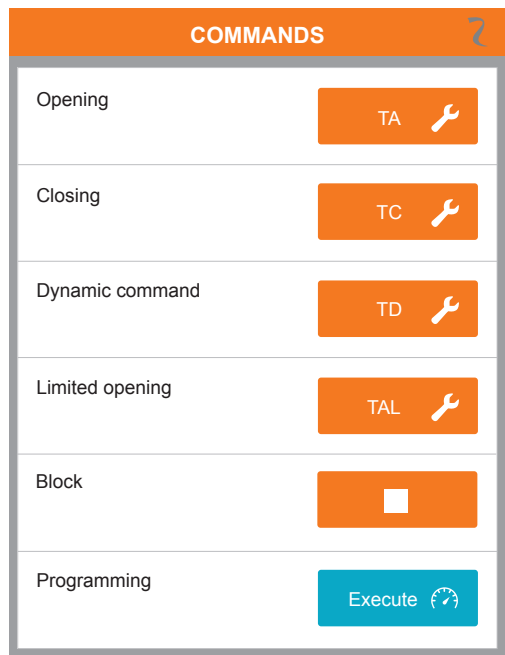 COMMANDS
Opening
TA
Closing
TC
Dynamic command
TD
Limited opening
TAL
Block
Programming
Execute